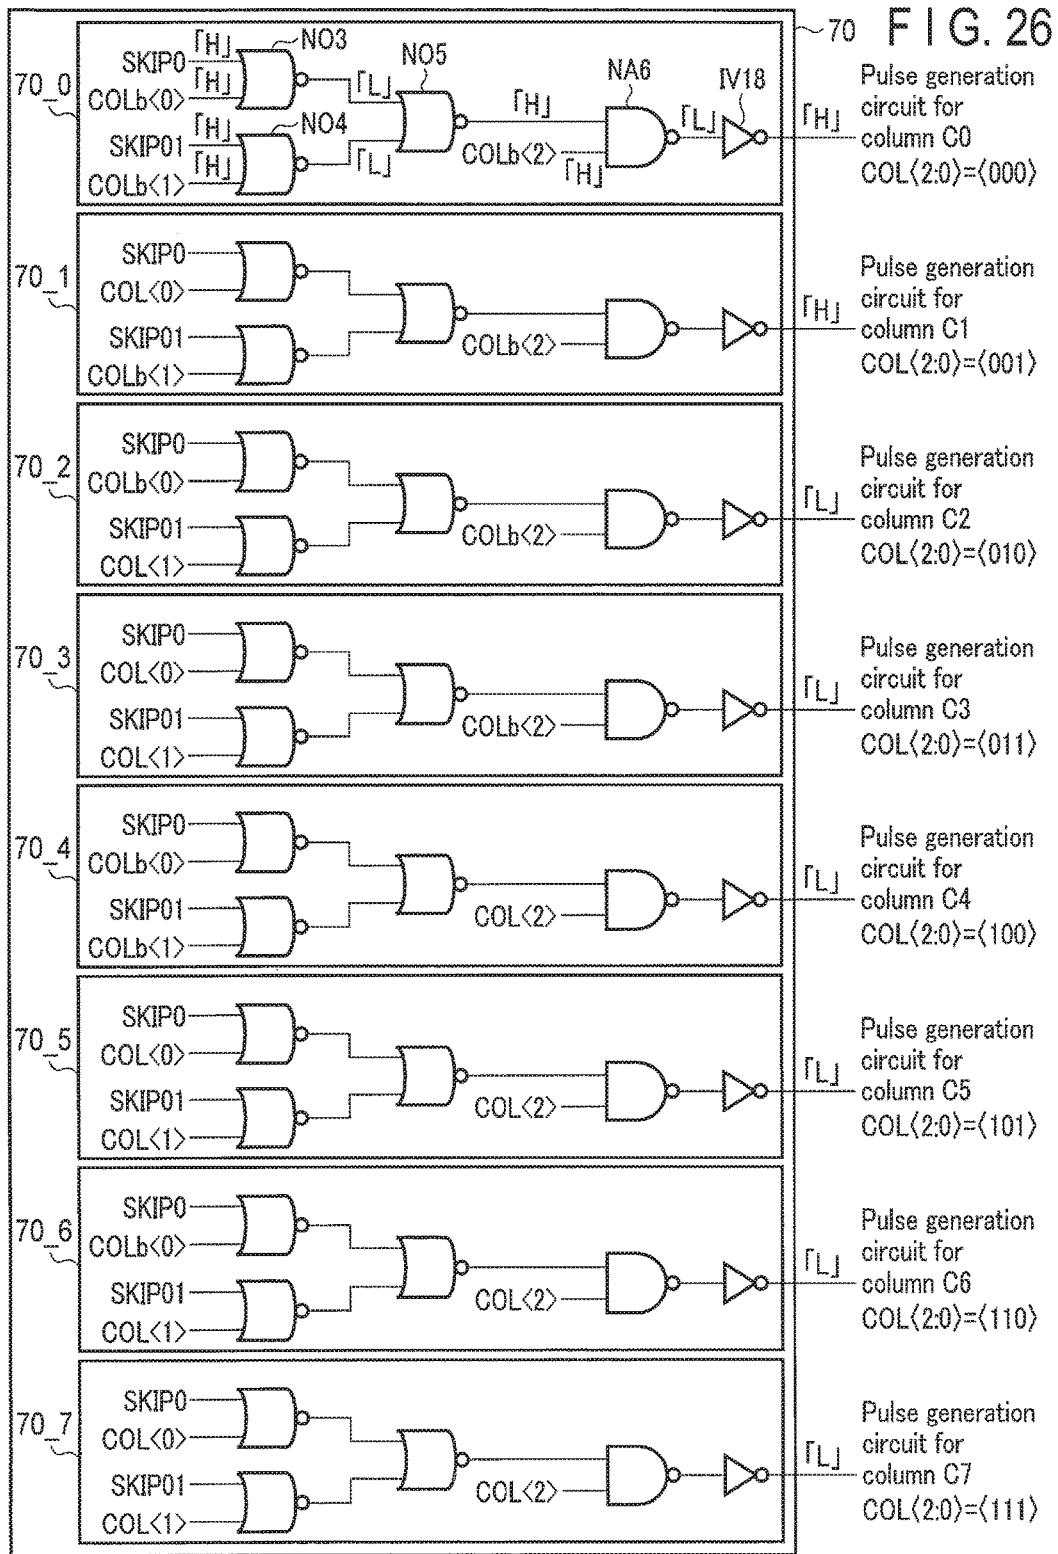 FIG. 26
70
70_0
SKIP0 「H」
COLb<0> 「H」
NO3
SKIP01 「H」
COLb<1> 「H」
NO4
「L」
「L」
NO5
「H」
COLb<2>
「H」
NA6
「L」
IV18
「H」
Pulse generation
circuit for
column C0
COL〈2:0〉=〈000〉
70_1
SKIP0
COL<0>
SKIP01
COLb<1>
COLb<2>
「H」
Pulse generation
circuit for
column C1
COL〈2:0〉=〈001〉
70_2
SKIP0
COLb<0>
SKIP01
COL<1>
COLb<2>
「L」
Pulse generation
circuit for
column C2
COL〈2:0〉=〈010〉
70_3
SKIP0
COL<0>
SKIP01
COL<1>
COLb<2>
「L」
Pulse generation
circuit for
column C3
COL〈2:0〉=〈011〉
70_4
SKIP0
COLb<0>
SKIP01
COLb<1>
COL<2>
「L」
Pulse generation
circuit for
column C4
COL〈2:0〉=〈100〉
70_5
SKIP0
COL<0>
SKIP01
COL<1>
COL<2>
「L」
Pulse generation
circuit for
column C5
COL〈2:0〉=〈101〉
70_6
SKIP0
COLb<0>
SKIP01
COL<1>
COL<2>
「L」
Pulse generation
circuit for
column C6
COL〈2:0〉=〈110〉
70_7
SKIP0
COL<0>
SKIP01
COL<1>
COL<2>
「L」
Pulse generation
circuit for
column C7
COL〈2:0〉=〈111〉